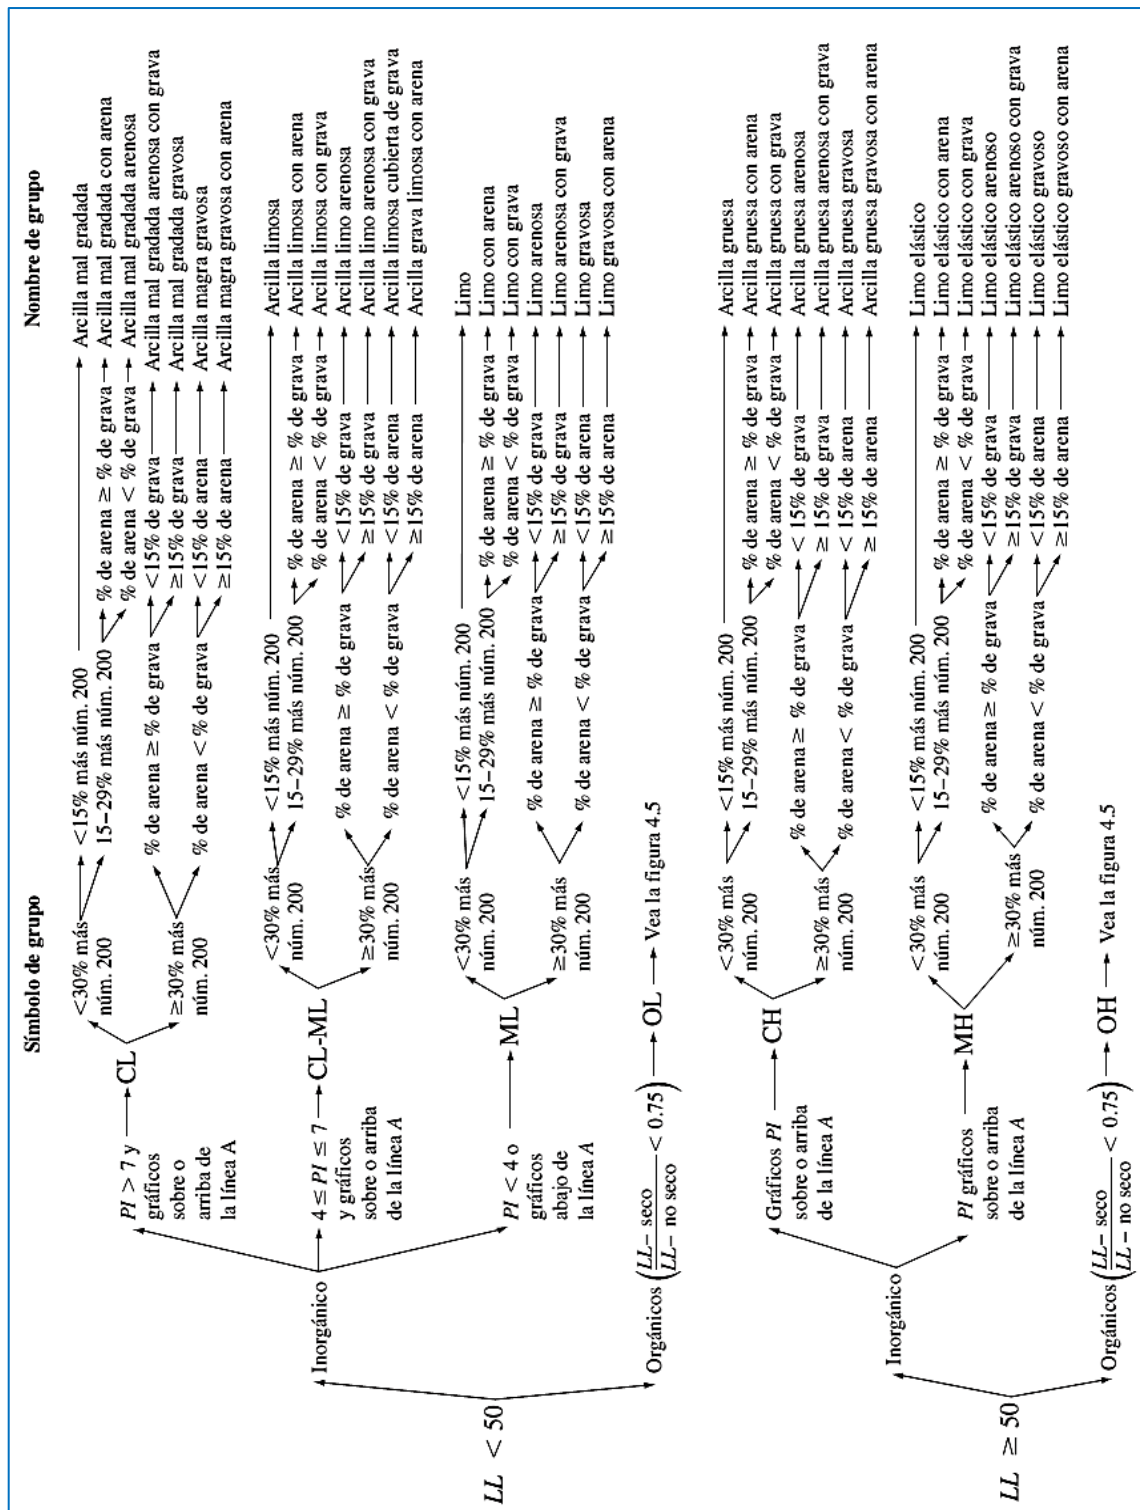 Símbolo de grupo
Nombre de grupo
LL < 50
Inorgánico
PI > 7 y
gráficos
sobre o
arriba de
la línea A
CL
<30% más
núm. 200
<15% más núm. 200
Arcilla mal gradada
15–29% más núm. 200
% de arena ≥ % de grava
Arcilla mal gradada con arena
% de arena < % de grava
Arcilla mal gradada arenosa
≥30% más
núm. 200
% de arena ≥ % de grava
<15% de grava
Arcilla mal gradada arenosa con grava
≥15% de grava
Arcilla mal gradada gravosa
% de arena < % de grava
<15% de arena
Arcilla magra gravosa
≥15% de arena
Arcilla magra gravosa con arena
4 ≤ PI ≤ 7
y gráficos
sobre o arriba
de la línea A
CL-ML
<30% más
núm. 200
<15% más núm. 200
Arcilla limosa
15–29% más núm. 200
% de arena ≥ % de grava
Arcilla limosa con arena
% de arena < % de grava
Arcilla limosa con grava
≥30% más
núm. 200
% de arena ≥ % de grava
<15% de grava
Arcilla limo arenosa
≥15% de grava
Arcilla limo arenosa con grava
% de arena < % de grava
<15% de arena
Arcilla limosa cubierta de grava
≥15% de arena
Arcilla grava limosa con arena
PI < 4 o
gráficos
abajo de
la línea A
ML
<30% más
núm. 200
<15% más núm. 200
Limo
15–29% más núm. 200
% de arena ≥ % de grava
Limo con arena
% de arena < % de grava
Limo con grava
≥30% más
núm. 200
% de arena ≥ % de grava
<15% de grava
Limo arenosa
≥15% de grava
Limo arenosa con grava
% de arena < % de grava
<15% de arena
Limo gravosa
≥15% de arena
Limo gravosa con arena
Orgánicos (LL– seco / LL– no seco < 0.75)
OL
Vea la figura 4.5
LL ≥ 50
Inorgánico
Gráficos PI
sobre o arriba
de la línea A
CH
<30% más
núm. 200
<15% más núm. 200
Arcilla gruesa
15–29% más núm. 200
% de arena ≥ % de grava
Arcilla gruesa con arena
% de arena < % de grava
Arcilla gruesa con grava
≥30% más
núm. 200
% de arena ≥ % de grava
< 15% de grava
Arcilla gruesa arenosa
≥ 15% de grava
Arcilla gruesa arenosa con grava
% de arena < % de grava
< 15% de arena
Arcilla gruesa gravosa
≥ 15% de arena
Arcilla gruesa gravosa con arena
PI gráficos
sobre o arriba
de la línea A
MH
<30% más
núm. 200
<15% más núm. 200
Limo elástico
15–29% más núm. 200
% de arena ≥ % de grava
Limo elástico con arena
% de arena < % de grava
Limo elástico con grava
≥30% más
núm. 200
% de arena ≥ % de grava
<15% de grava
Limo elástico arenoso
≥15% de grava
Limo elástico arenoso con grava
% de arena < % de grava
<15% de arena
Limo elástico gravoso
≥15% de arena
Limo elástico gravoso con arena
Orgánicos (LL– seco / LL – no seco < 0.75)
OH
Vea la figura 4.5